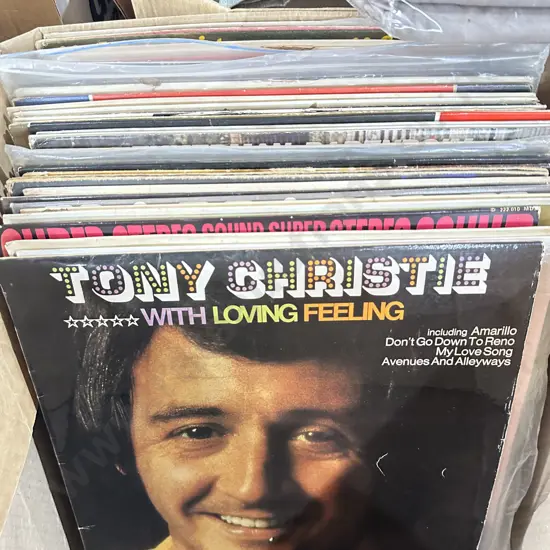 SUPER STEREO SOUND SUPER STEREO SOUND
TONY CHRISTIE
☆☆☆☆☆ WITH LOVING FEELING
including Amarillo
Don't Go Down To Reno
My Love Song
Avenues And Alleyways